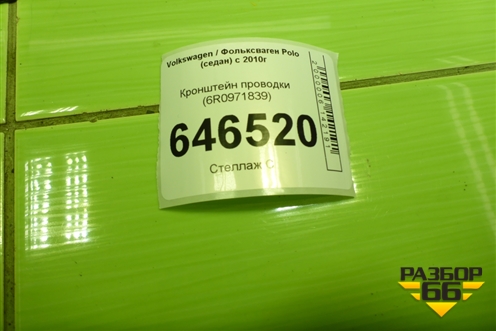 Volkswagen / Фольксваген Polo
(седан) с 2010г
Кронштейн проводки
(6R0971839)
646520
Стеллаж С
РАЗБОР
66